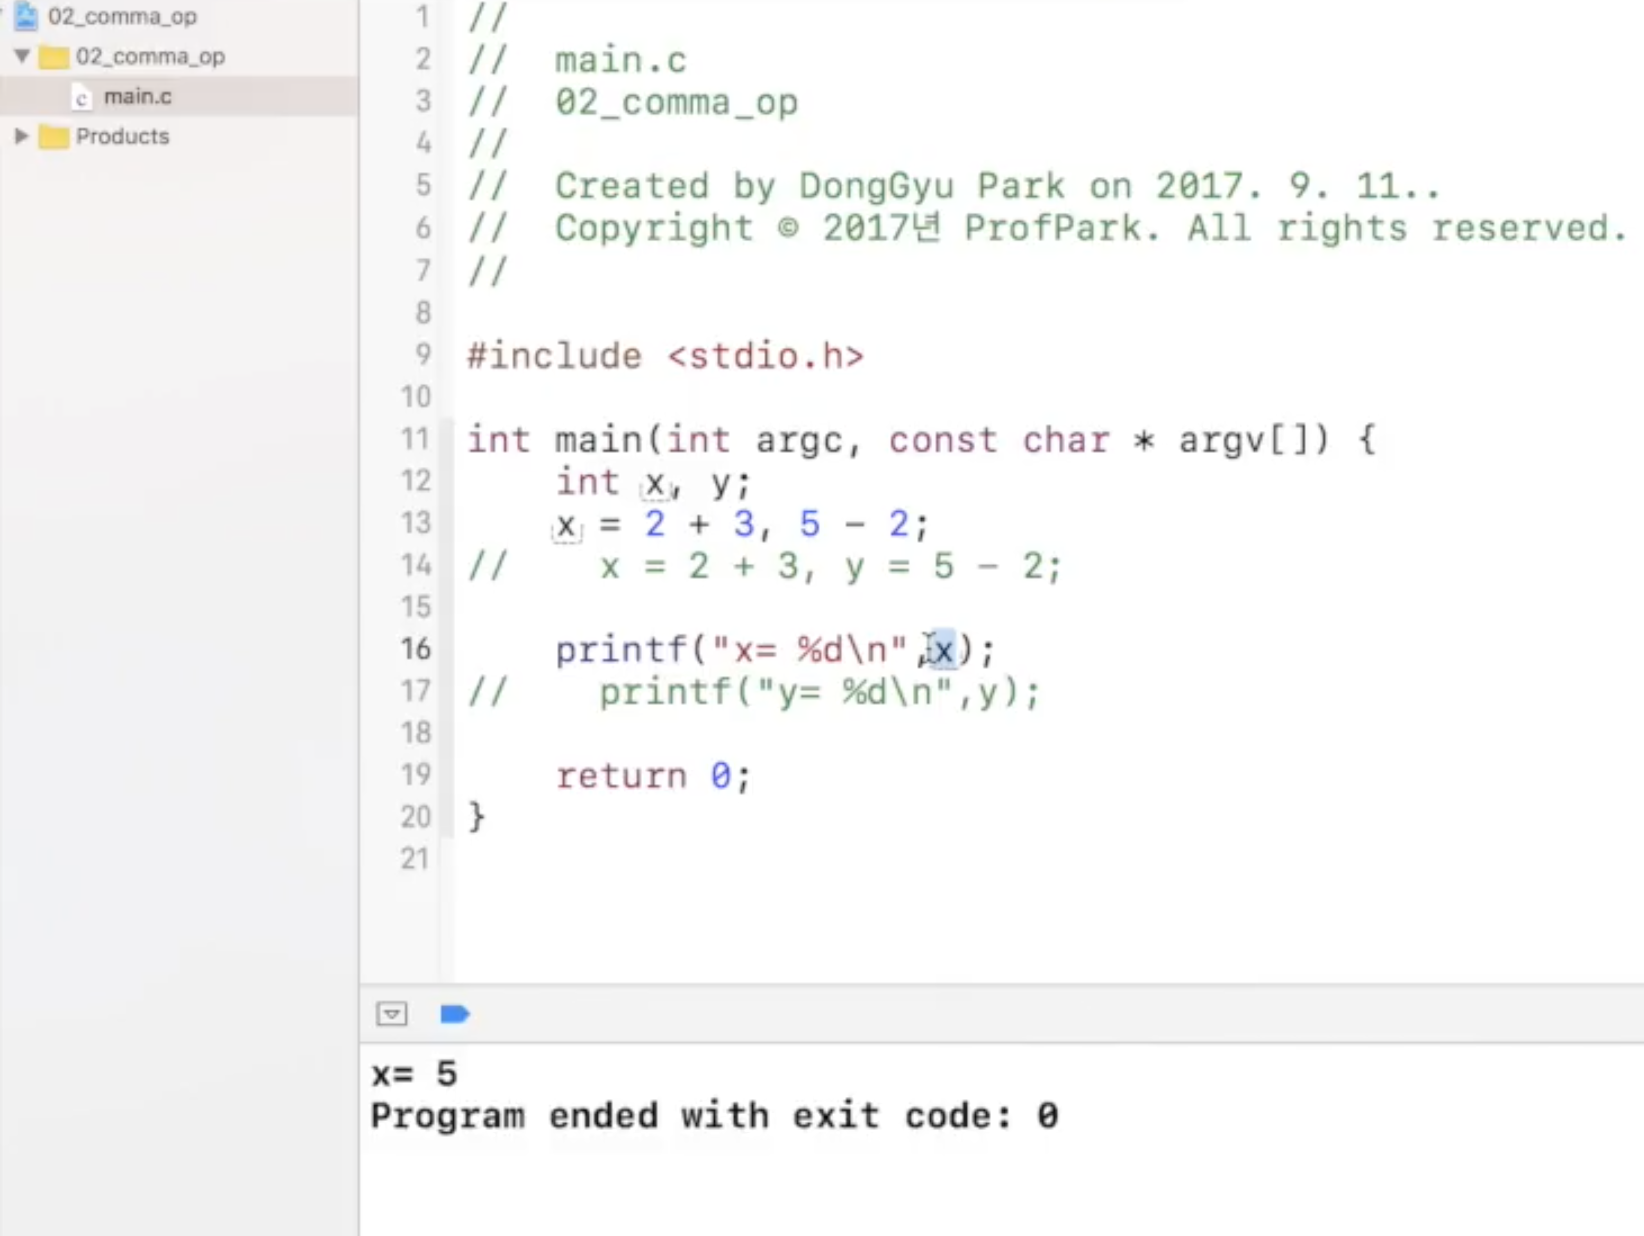 02_comma_op
02_comma_op
c main.c
Products
1 //
2 //  main.c
3 //  02_comma_op
4 //
5 //  Created by DongGyu Park on 2017. 9. 11..
6 //  Copyright © 2017년 ProfPark. All rights reserved.
7 //
8
9 #include <stdio.h>
10
11 int main(int argc, const char * argv[]) {
12     int x, y;
13     x = 2 + 3, 5 - 2;
14 //    x = 2 + 3, y = 5 - 2;
15
16     printf("x= %d\n",x);
17 //    printf("y= %d\n",y);
18
19     return 0;
20 }
21
x= 5
Program ended with exit code: 0